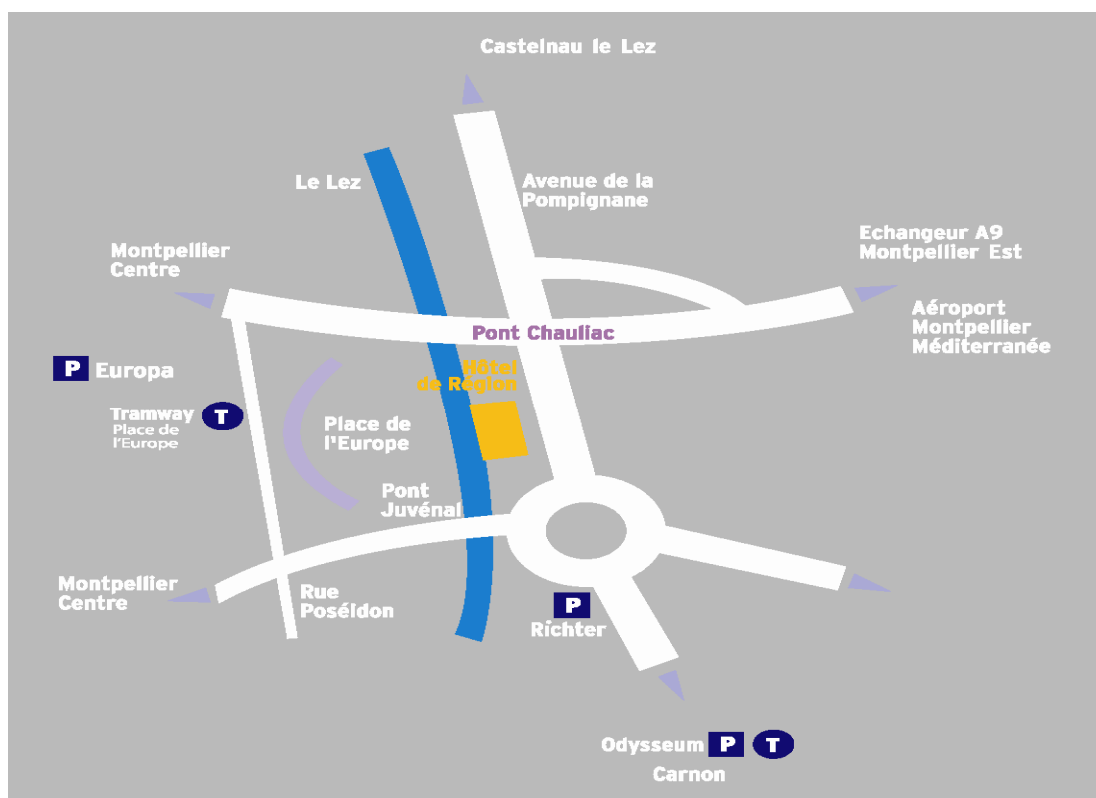 Castelnau le Lez
Le Lez
Avenue de la
Pompignane
Echangeur A9
Montpellier Est
Montpellier
Centre
Aéroport
Montpellier
Méditerranée
Pont Chauliac
P Europa
Hôtel
de Région
Tramway T
Place de
l'Europe
Place de
l'Europe
Pont
Juvénal
Montpellier
Centre
Rue
Poséidon
P
Richter
Odysseum P T
Carnon